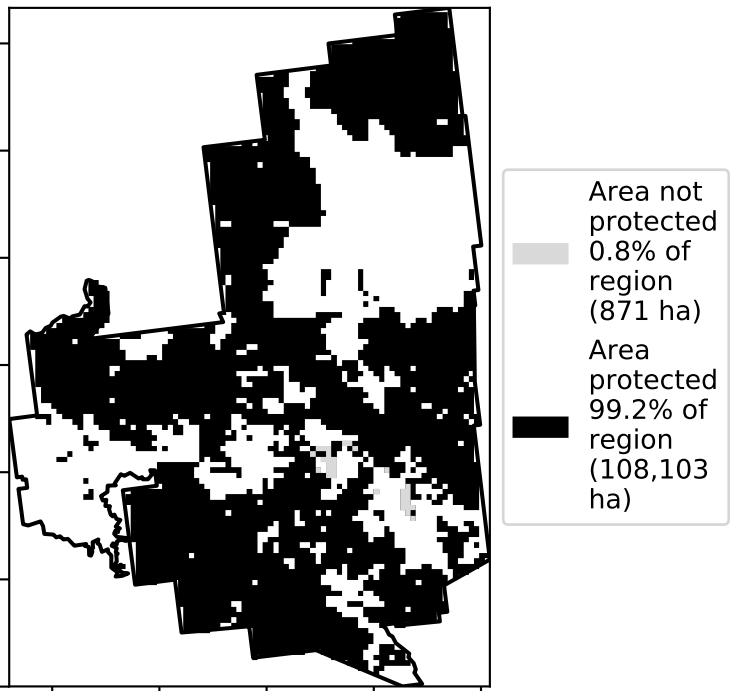 Area not
protected
0.8% of
region
(871 ha)
Area
protected
99.2% of
region
(108,103
ha)